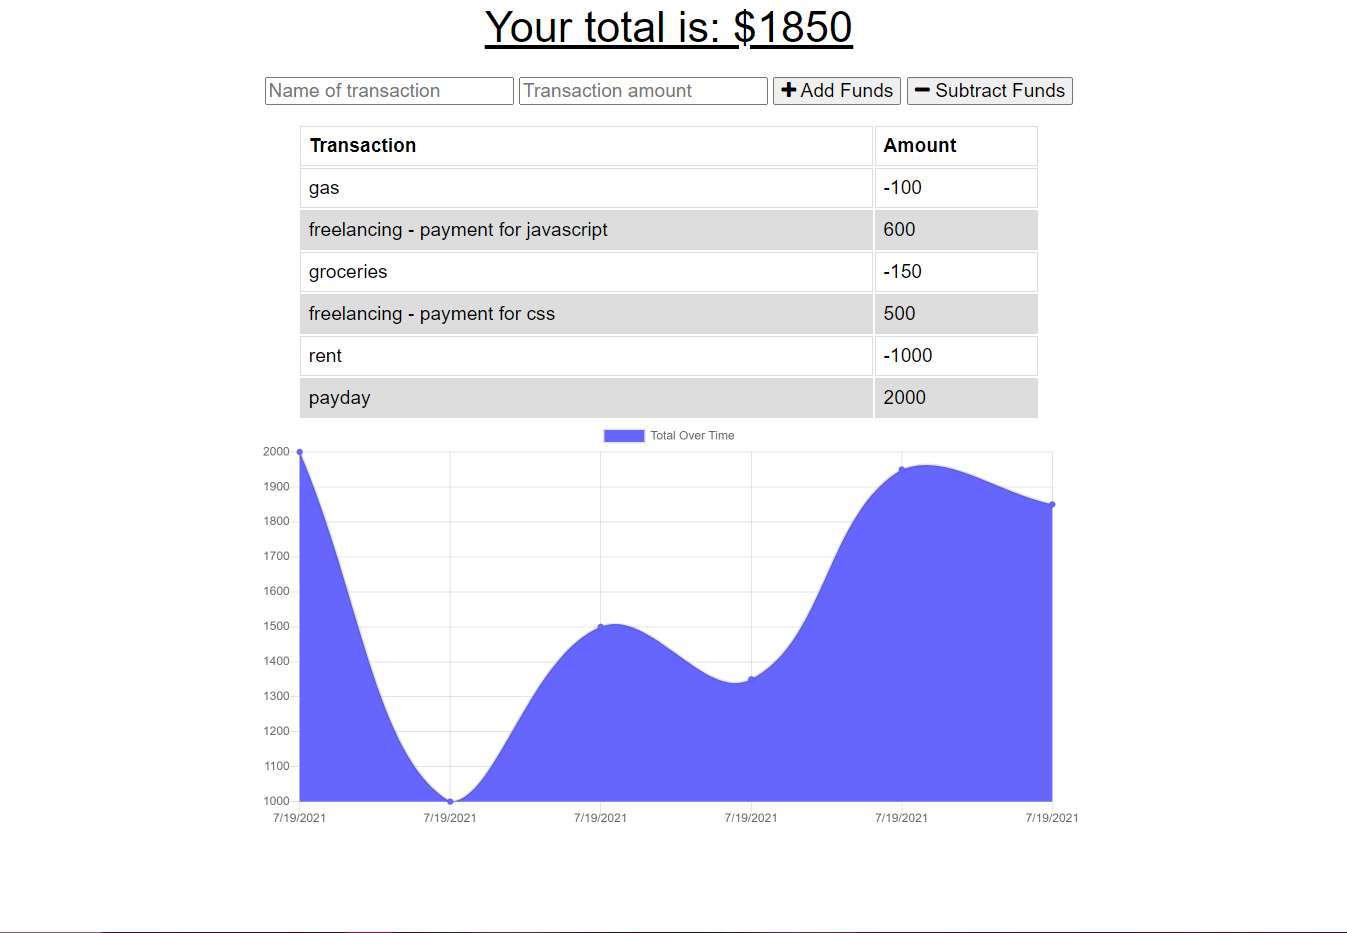 Your total is: $1850
Name of transaction Transaction amount Add Funds Subtract Funds
Transaction Amount
gas -100
freelancing - payment for javascript 600
groceries -150
freelancing - payment for css 500
rent -1000
payday 2000
Total Over Time
2000
1900
1800
1700
1600
1500
1400
1300
1200
1100
1000
7/19/2021 7/19/2021 7/19/2021 7/19/2021 7/19/2021 7/19/2021